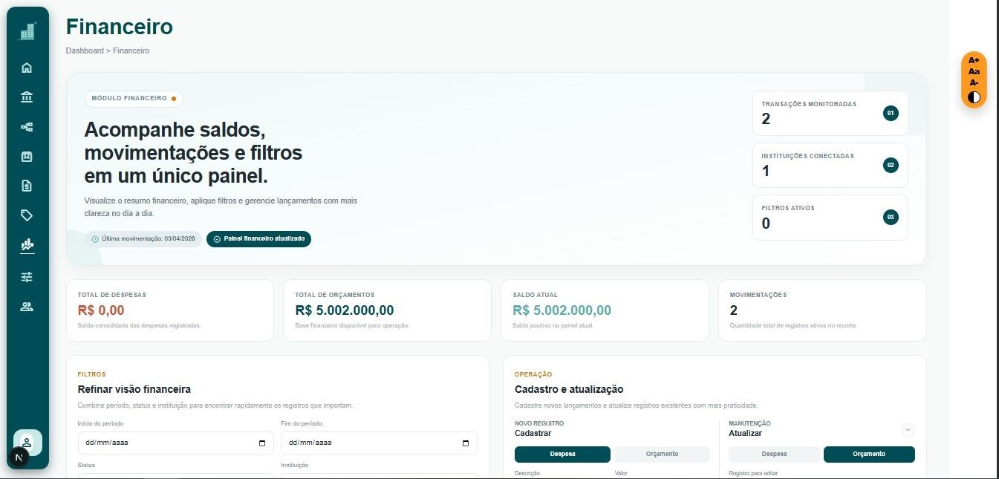 Financeiro
Dashboard > Financeiro
MÓDULO FINANCEIRO
Acompanhe saldos,
movimentações e filtros
em um único painel.
Visualize o resumo financeiro, aplique filtros e gerencie lançamentos com mais
clareza no dia a dia.
Última movimentação: 03/04/2026
Painel financeiro atualizado
TRANSAÇÕES MONITORADAS
2
01
INSTITUIÇÕES CONECTADAS
1
02
FILTROS ATIVOS
0
03
A+
Aa
A-
TOTAL DE DESPESAS
R$ 0,00
Saída consolidada das despesas registradas.
TOTAL DE ORÇAMENTOS
R$ 5.002.000,00
Base financeira disponível para operação.
SALDO ATUAL
R$ 5.002.000,00
Saldo positivo no painel atual.
MOVIMENTAÇÕES
2
Quantidade total de registros ativos no recorte.
FILTROS
Refinar visão financeira
Combine período, status e instituição para encontrar rapidamente os registros que importam.
Início do período
dd/mm/aaaa
Fim do período
dd/mm/aaaa
Status
Instituição
OPERAÇÃO
Cadastro e atualização
Cadastre novos lançamentos e atualize registros existentes com mais praticidade.
NOVO REGISTRO
Cadastrar
Despesa
Orçamento
Descrição
Valor
MANUTENÇÃO
Atualizar
Despesa
Orçamento
Registro para editar
N